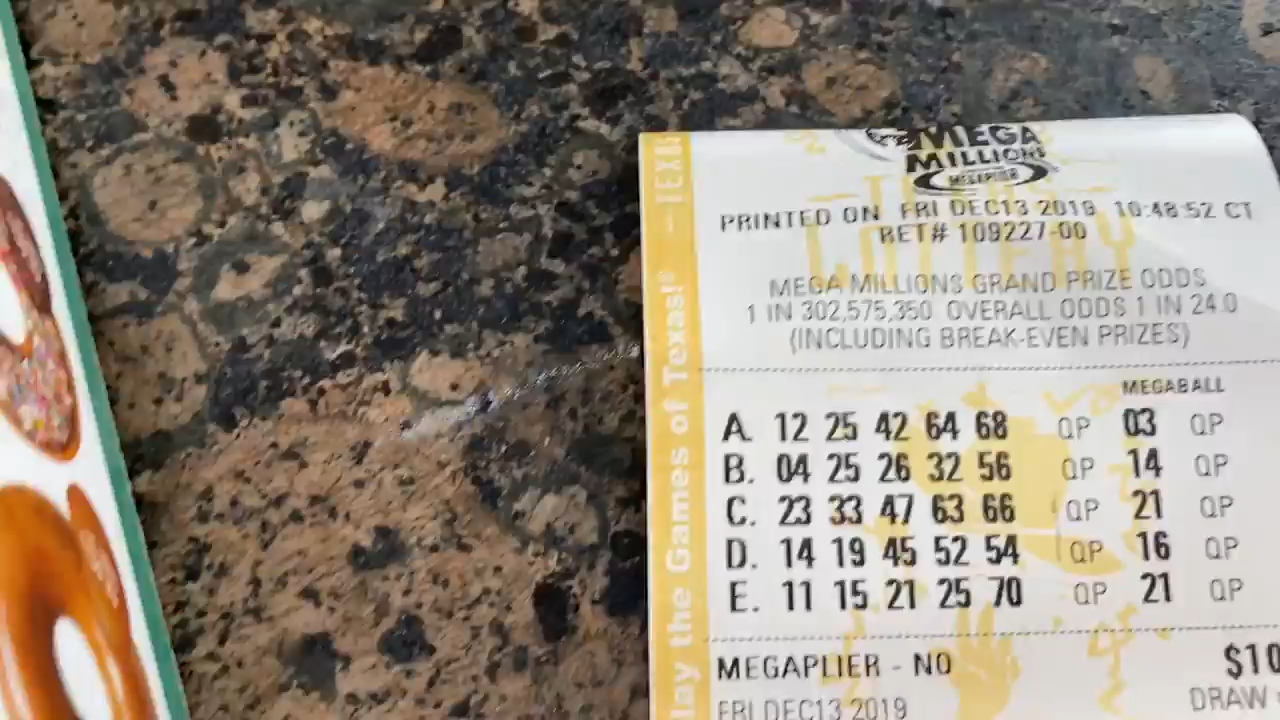 MEGA
MILLIONS
MEGAPLIER
PRINTED ON FRI DEC13 2019 10:48:52 CT
RET# 109227-00
MEGA MILLIONS GRAND PRIZE ODDS
1 IN 302,575,350 OVERALL ODDS 1 IN 24.0
(INCLUDING BREAK-EVEN PRIZES)
MEGABALL
A. 12 25 42 64 68 QP 03 QP
B. 04 25 26 32 56 QP 14 QP
C. 23 33 47 63 66 QP 21 QP
D. 14 19 45 52 54 QP 16 QP
E. 11 15 21 25 70 QP 21 QP
MEGAPLIER - NO $10
FRI DEC13 2019 DRAW
lay the Games of Texas!